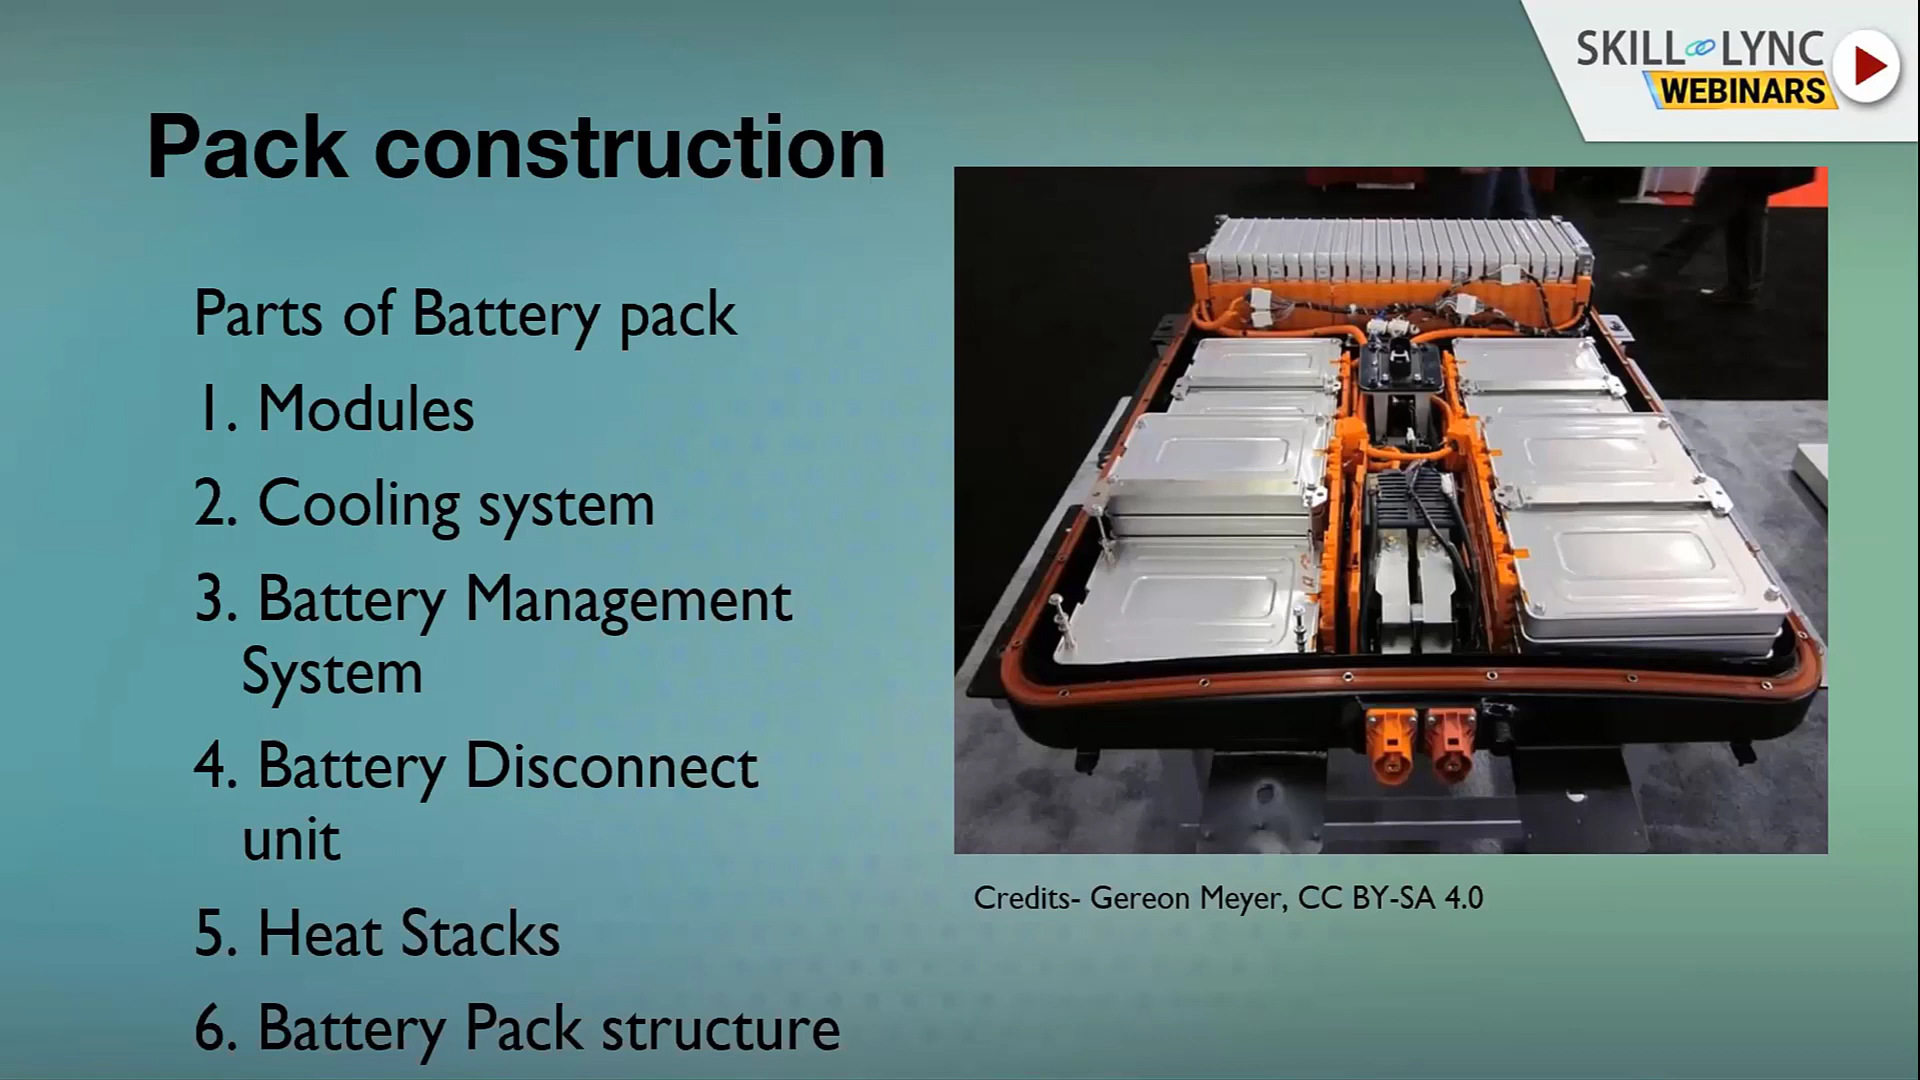 SKILL LYNC
WEBINARS
Pack construction
Parts of Battery pack
1. Modules
2. Cooling system
3. Battery Management
System
4. Battery Disconnect
unit
5. Heat Stacks
6. Battery Pack structure
Credits- Gereon Meyer, CC BY-SA 4.0